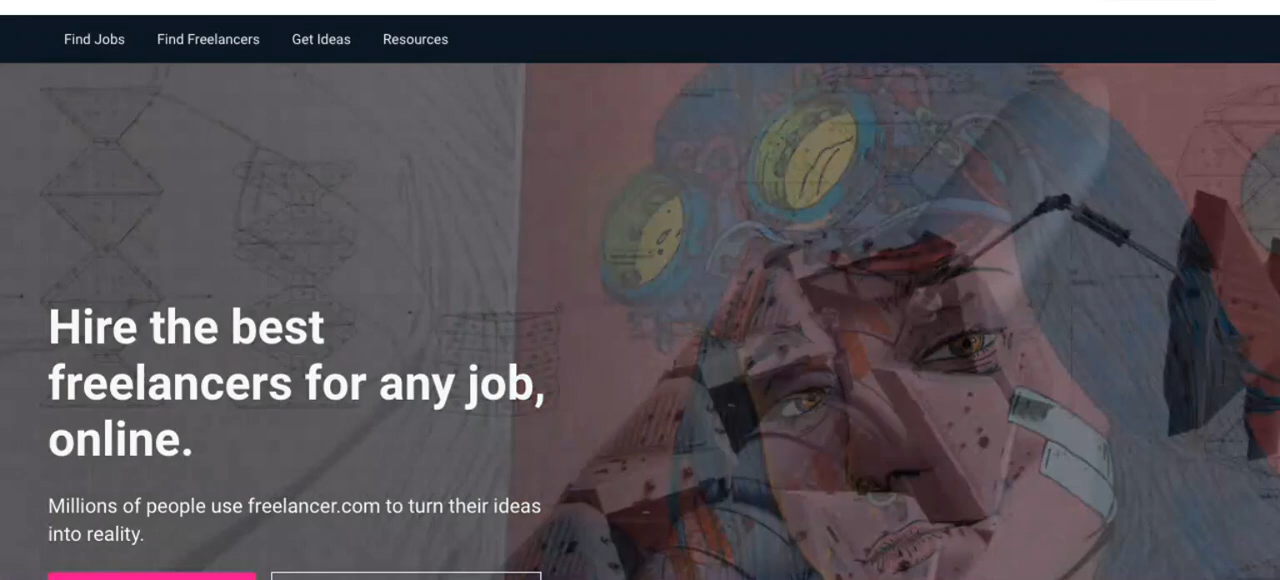 Find Jobs Find Freelancers Get Ideas Resources
Hire the best
freelancers for any job,
online.
Millions of people use freelancer.com to turn their ideas
into reality.